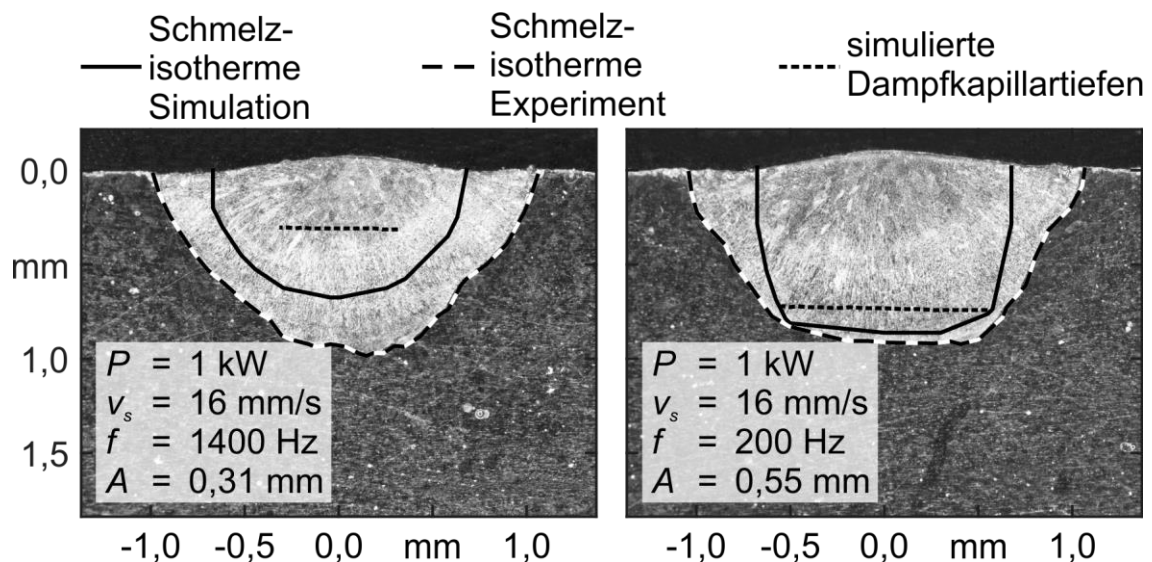 Schmelz-
isotherme
Simulation
Schmelz-
isotherme
Experiment
simulierte
Dampfkapillartiefen
0,0
mm
1,0
1,5
P = 1 kW
vs = 16 mm/s
f = 1400 Hz
A = 0,31 mm
P = 1 kW
vs = 16 mm/s
f = 200 Hz
A = 0,55 mm
-1,0 -0,5 0,0 mm 1,0
-1,0 -0,5 0,0 mm 1,0